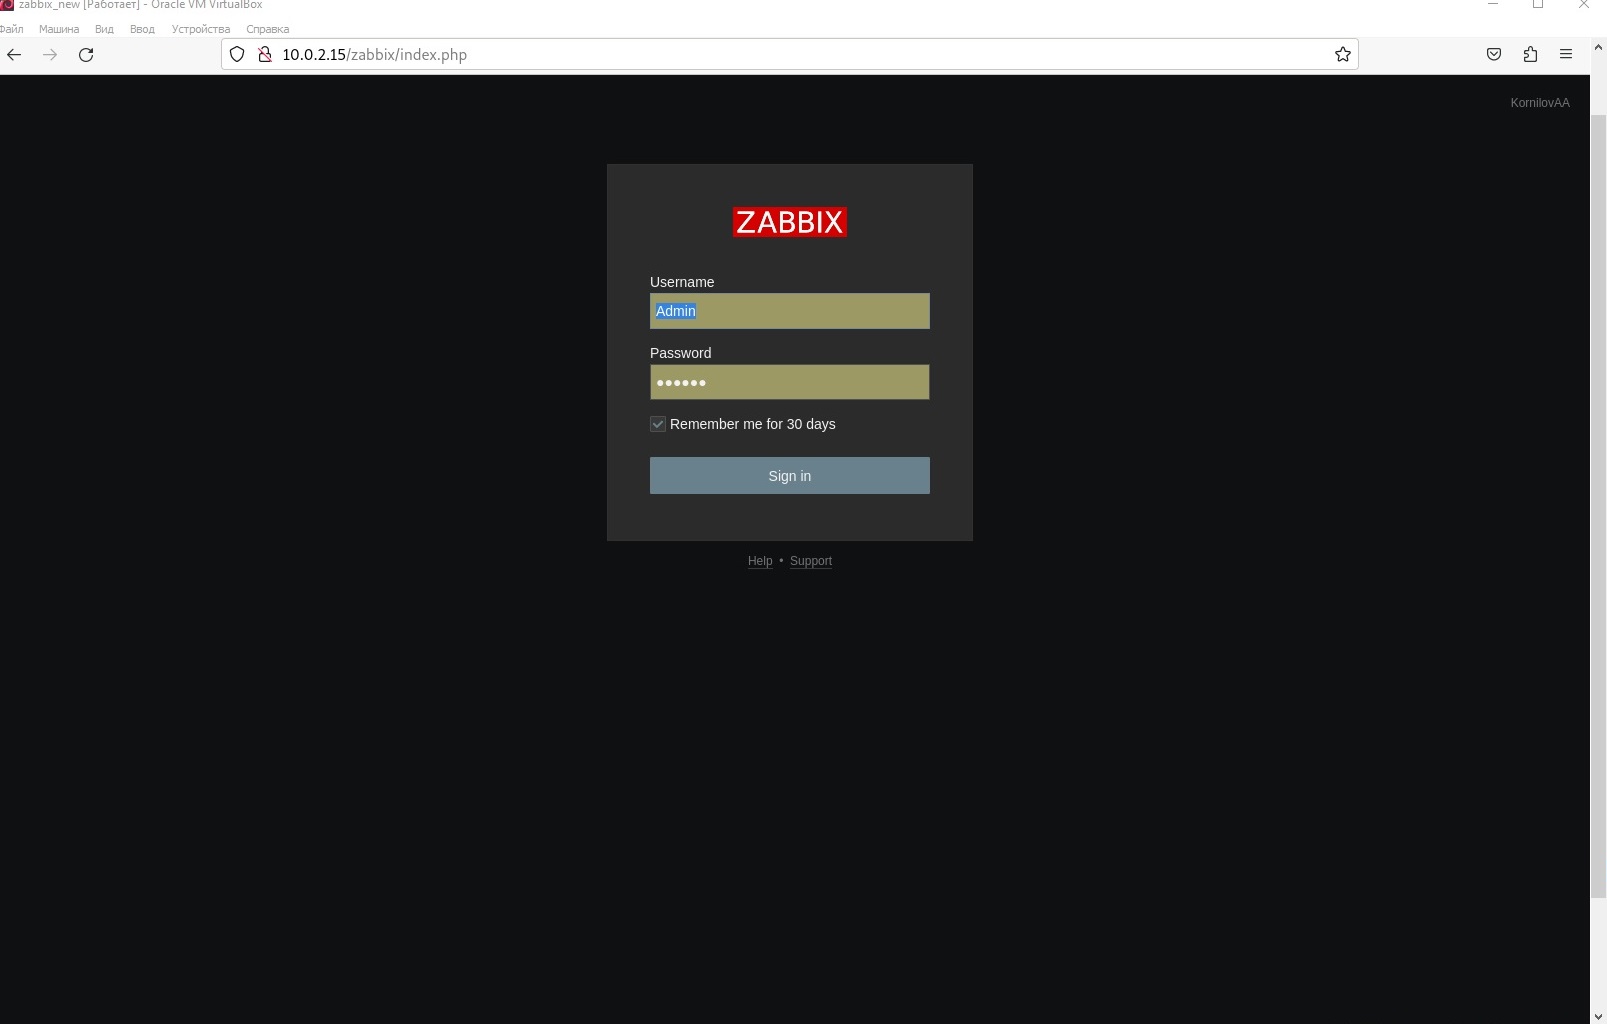 zabbix_new [Работает] - Oracle VM VirtualBox
Файл Машина Вид Ввод Устройства Справка
10.0.2.15/zabbix/index.php
KornilovAA
ZABBIX
Username
Admin
Password
••••••
Remember me for 30 days
Sign in
Help • Support